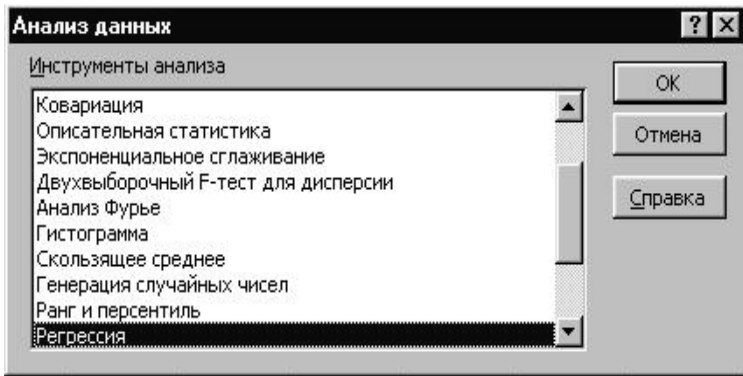 Анализ данных
Инструменты анализа
Ковариация
Описательная статистика
Экспоненциальное сглаживание
Двухвыборочный F-тест для дисперсии
Анализ Фурье
Гистограмма
Скользящее среднее
Генерация случайных чисел
Ранг и персентиль
Регрессия
OK
Отмена
Справка